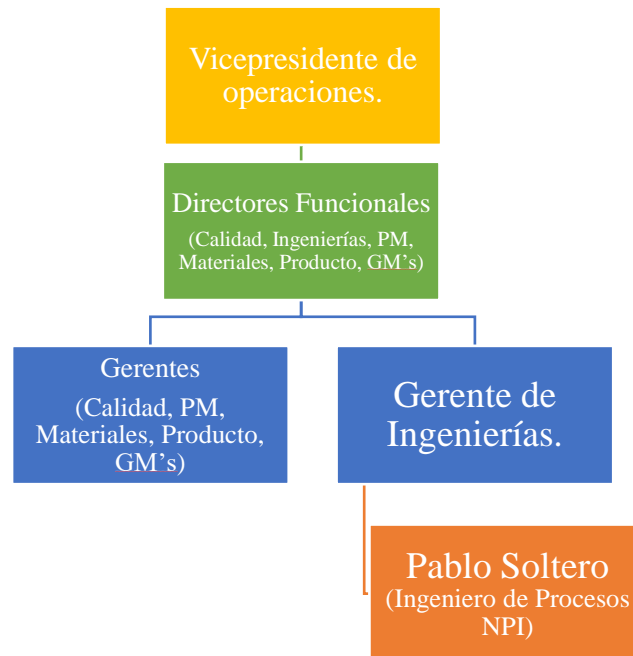 Vicepresidente de
operaciones.
Directores Funcionales
(Calidad, Ingenierías, PM,
Materiales, Producto, GM’s)
Gerentes
(Calidad, PM,
Materiales, Producto,
GM’s)
Gerente de
Ingenierías.
Pablo Soltero
(Ingeniero de Procesos
NPI)